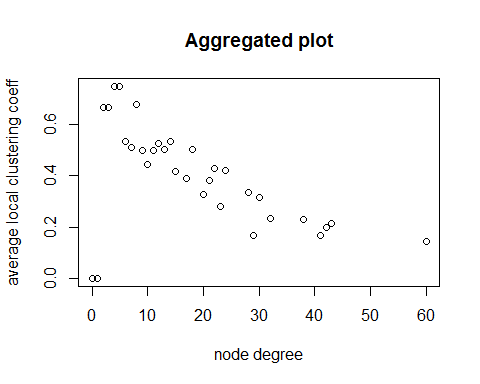 Aggregated plot
average local clustering coeff
0.0 0.2 0.4 0.6
0 10 20 30 40 50 60
node degree